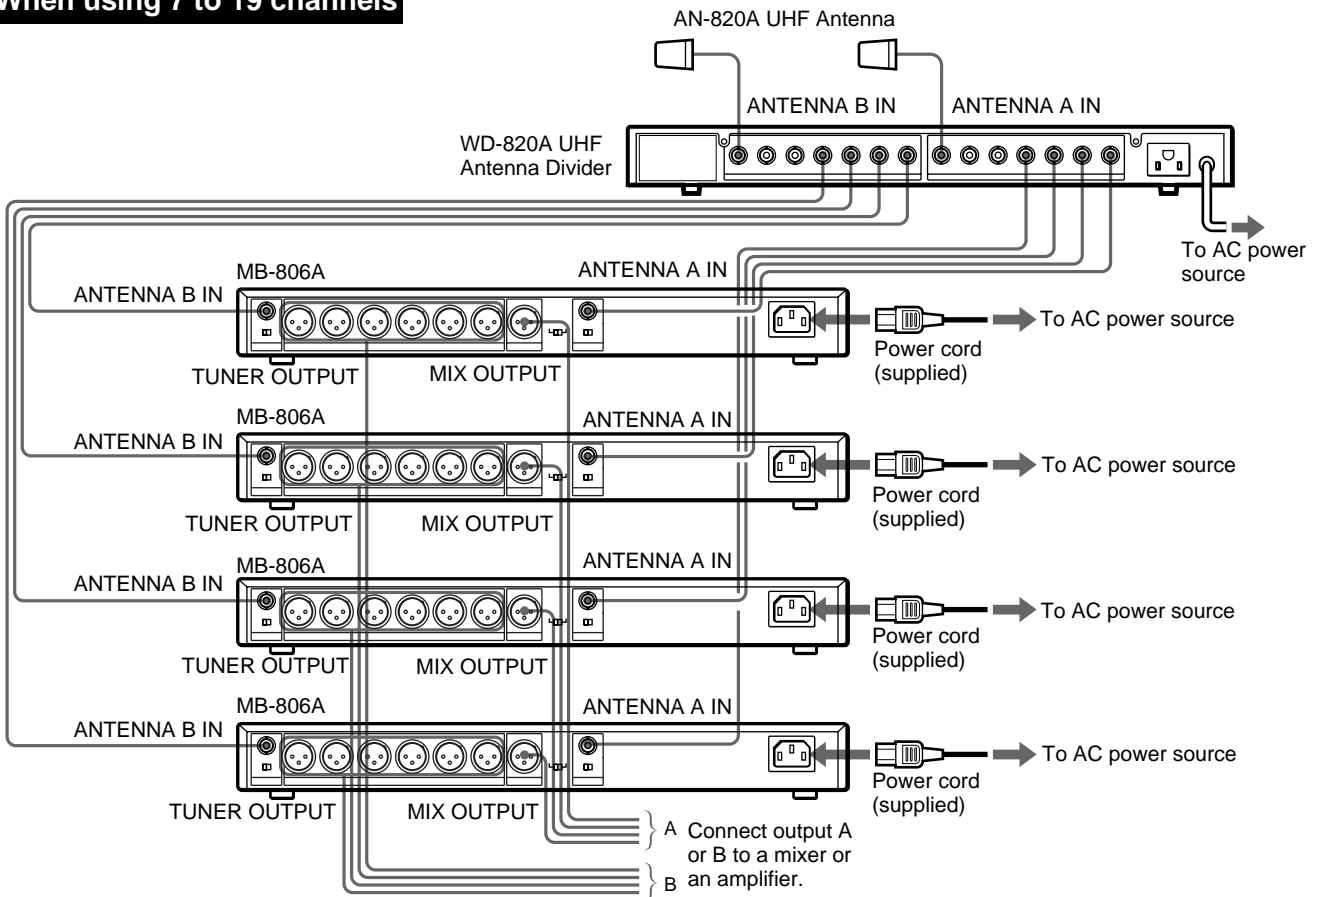 When using 7 to 19 channels
AN-820A UHF Antenna
ANTENNA B IN
ANTENNA A IN
WD-820A UHF
Antenna Divider
To AC power
source
MB-806A
ANTENNA A IN
ANTENNA B IN
To AC power source
Power cord
(supplied)
TUNER OUTPUT
MIX OUTPUT
MB-806A
ANTENNA A IN
ANTENNA B IN
To AC power source
Power cord
(supplied)
TUNER OUTPUT
MIX OUTPUT
MB-806A
ANTENNA A IN
ANTENNA B IN
To AC power source
Power cord
(supplied)
TUNER OUTPUT
MIX OUTPUT
MB-806A
ANTENNA A IN
ANTENNA B IN
To AC power source
Power cord
(supplied)
TUNER OUTPUT
MIX OUTPUT
A
Connect output A
or B to a mixer or
an amplifier.
B